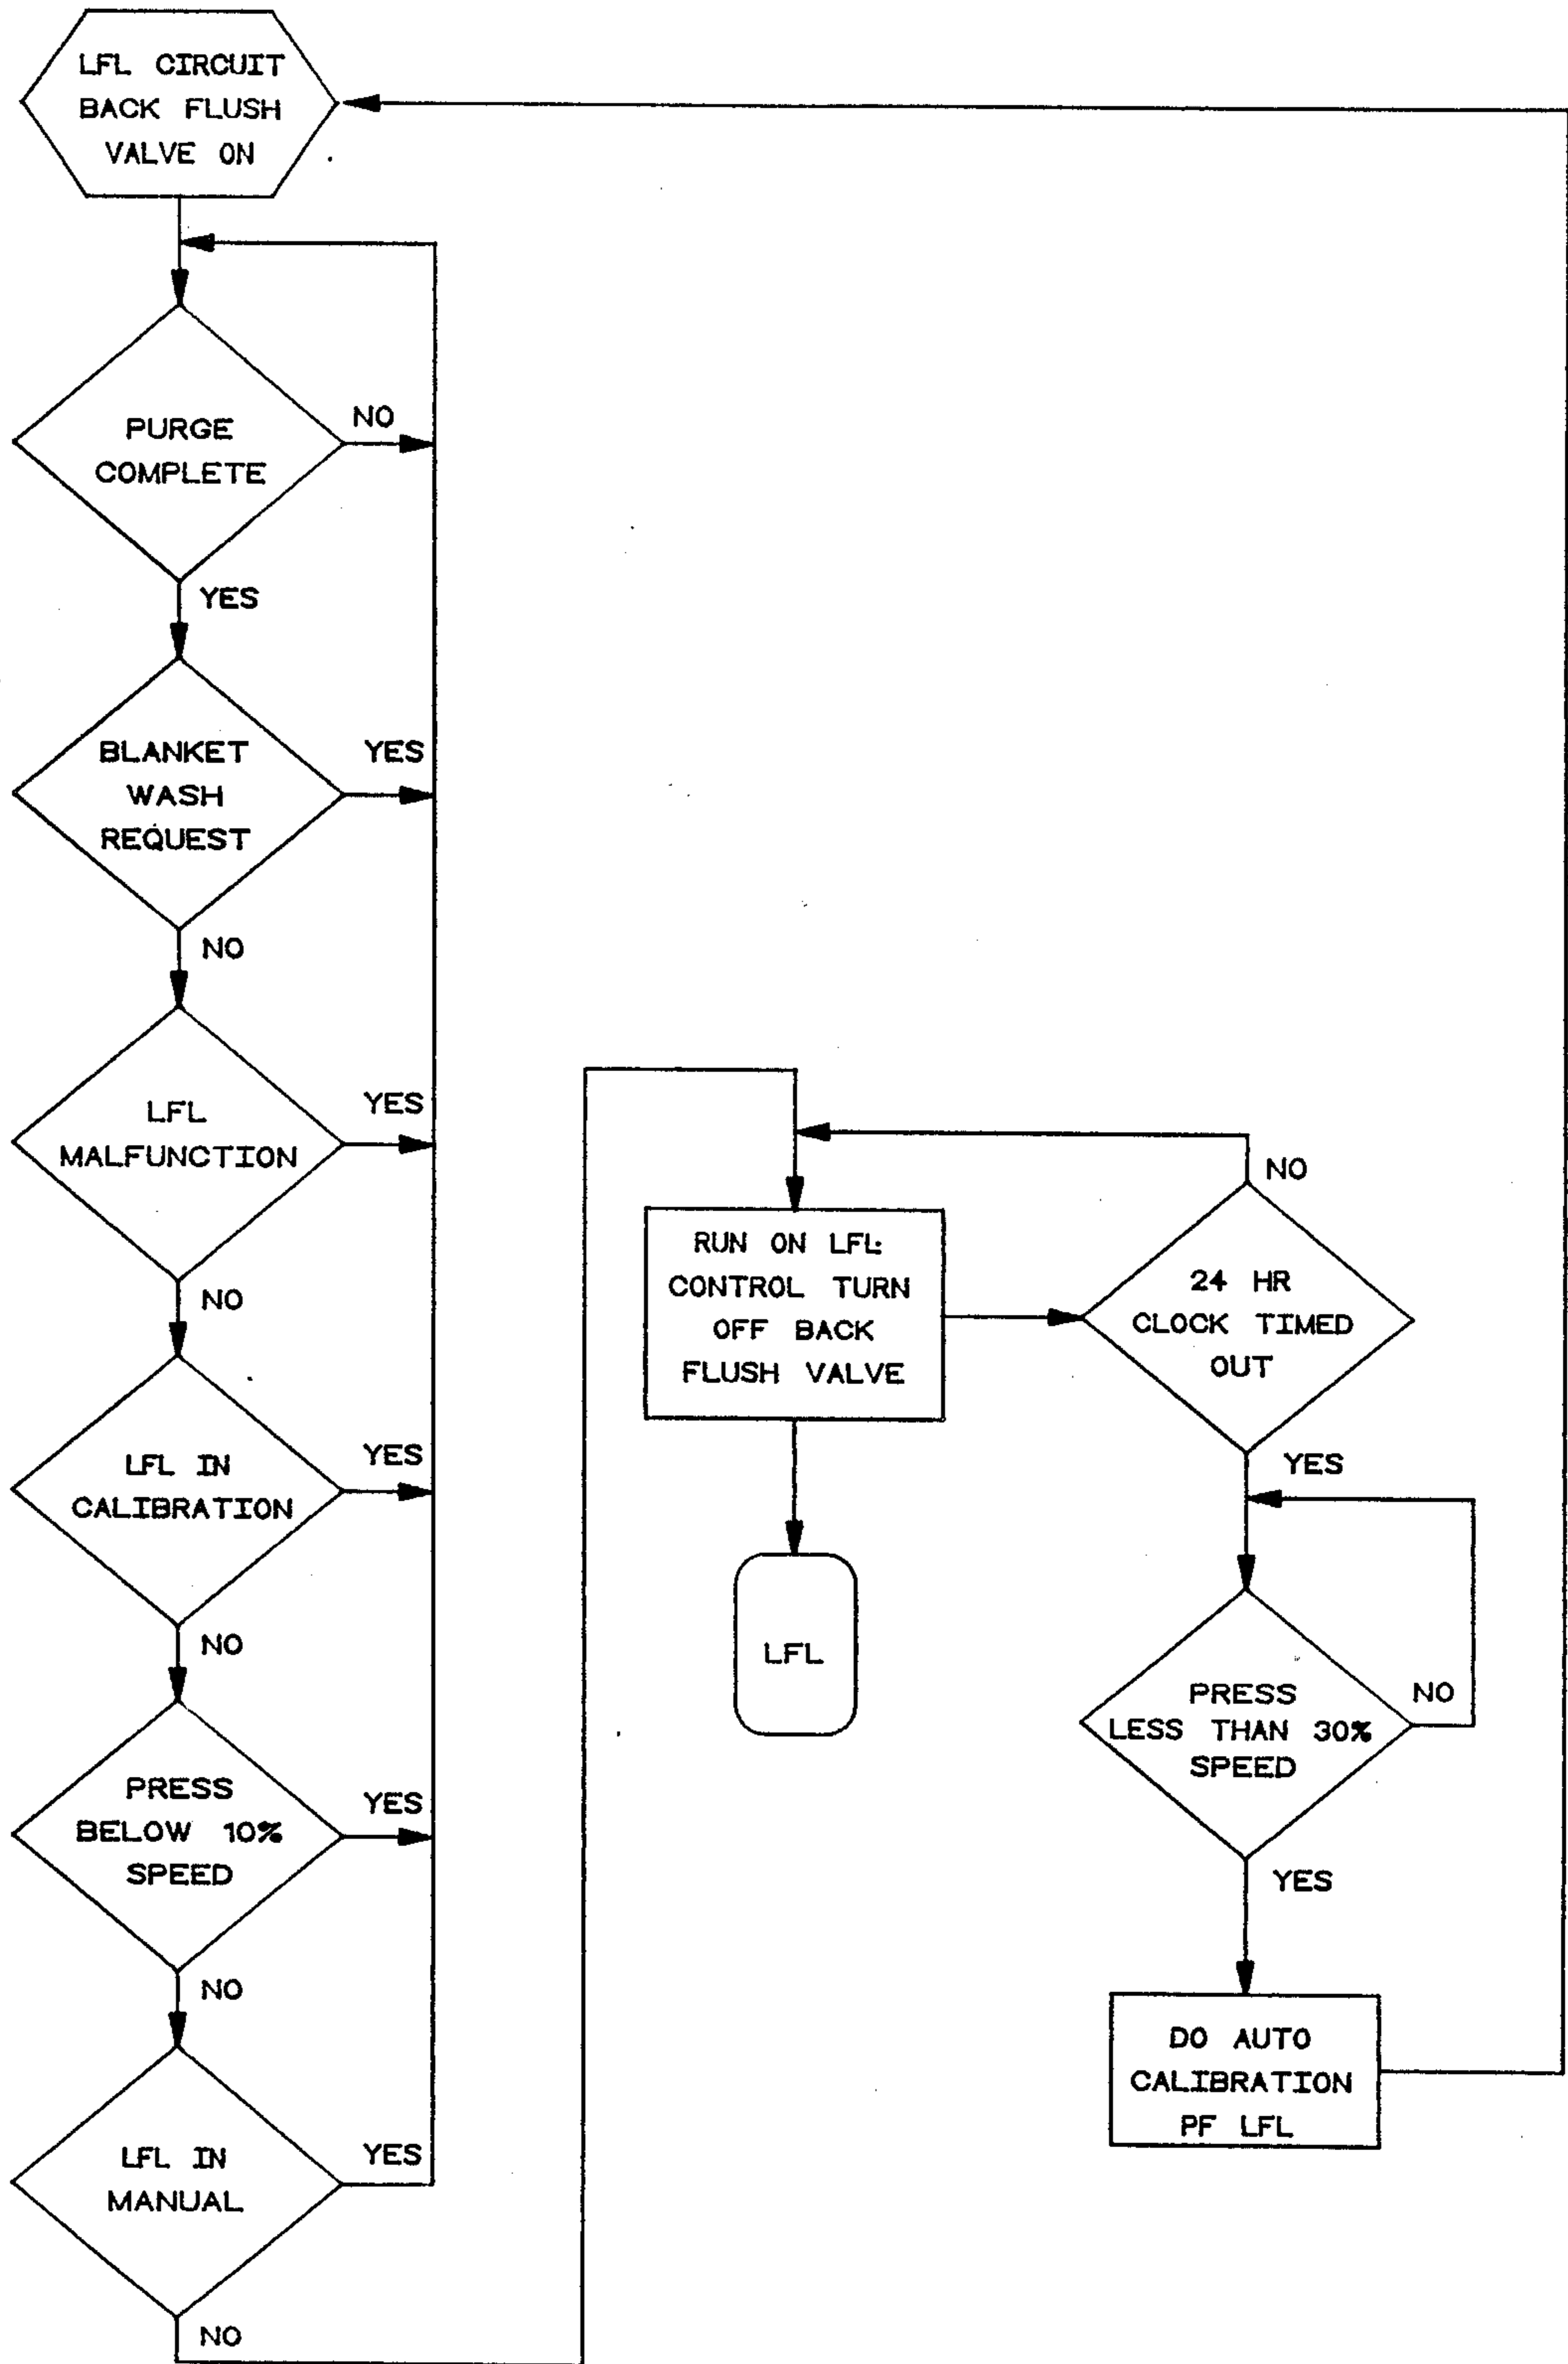 LFL CIRCUIT
BACK FLUSH
VALVE ON
PURGE
COMPLETE
NO
YES
BLANKET
WASH
REQUEST
YES
NO
LFL
MALFUNCTION
YES
NO
LFL IN
CALIBRATION
YES
NO
PRESS
BELOW 10%
SPEED
YES
NO
LFL IN
MANUAL
YES
NO
RUN ON LFL
CONTROL TURN
OFF BACK
FLUSH VALVE
LFL
24 HR
CLOCK TIMED
OUT
NO
YES
PRESS
LESS THAN 30%
SPEED
NO
YES
DO AUTO
CALIBRATION
PF LFL